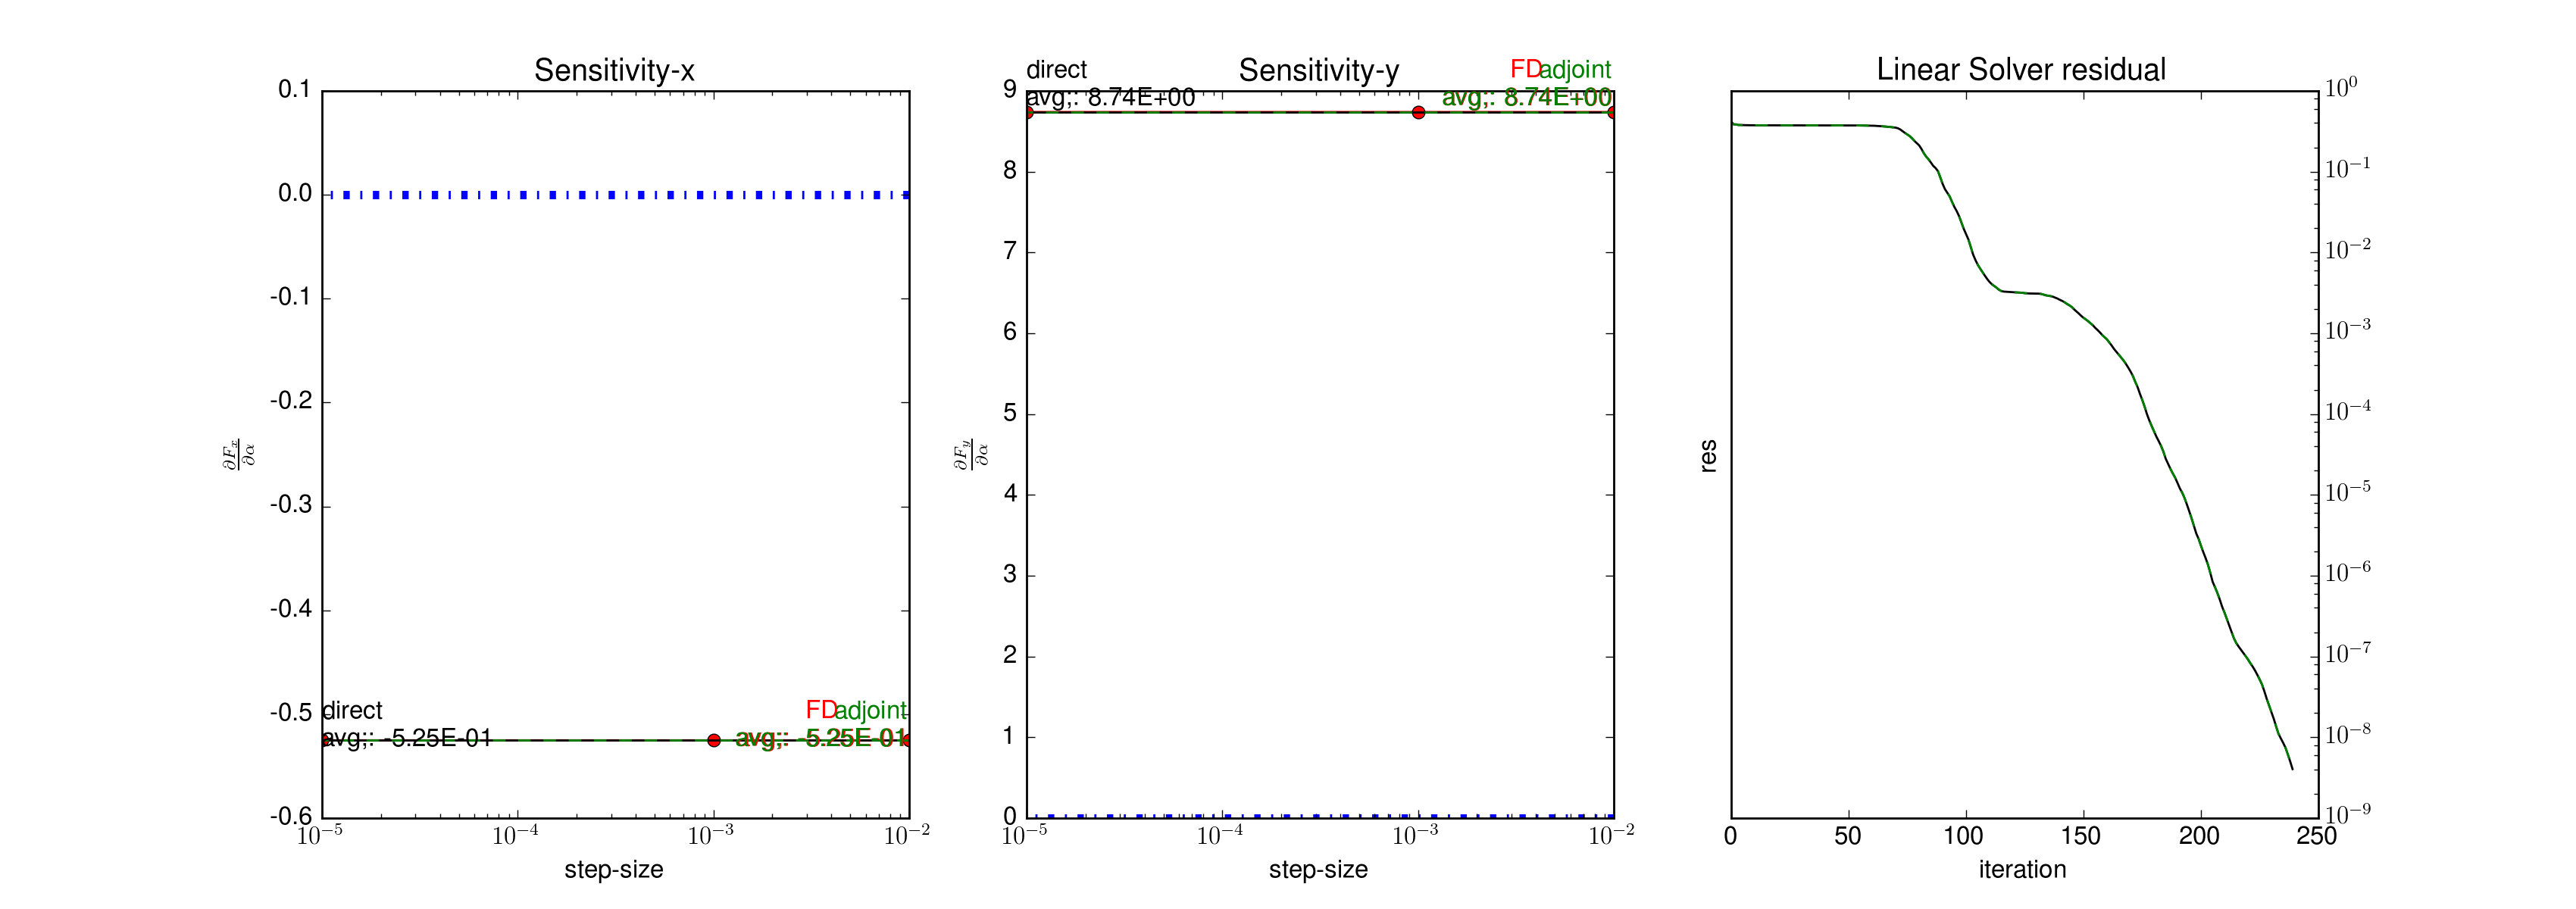 Sensitivity-x
0.1
0.0
-0.1
-0.2
-0.3
-0.4
-0.5
-0.6
∂F_x/∂α
direct
avg;: -5.25E-01
FD
adjoint
avg;: -5.25E-01
10^−5 10^−4 10^−3 10^−2
step-size
Sensitivity-y
direct
avg;: 8.74E+00
FD
adjoint
avg;: 8.74E+00
9
8
7
6
5
4
3
2
1
0
∂F_y/∂α
10^−5 10^−4 10^−3 10^−2
step-size
Linear Solver residual
res
10^0
10^−1
10^−2
10^−3
10^−4
10^−5
10^−6
10^−7
10^−8
10^−9
0 50 100 150 200 250
iteration